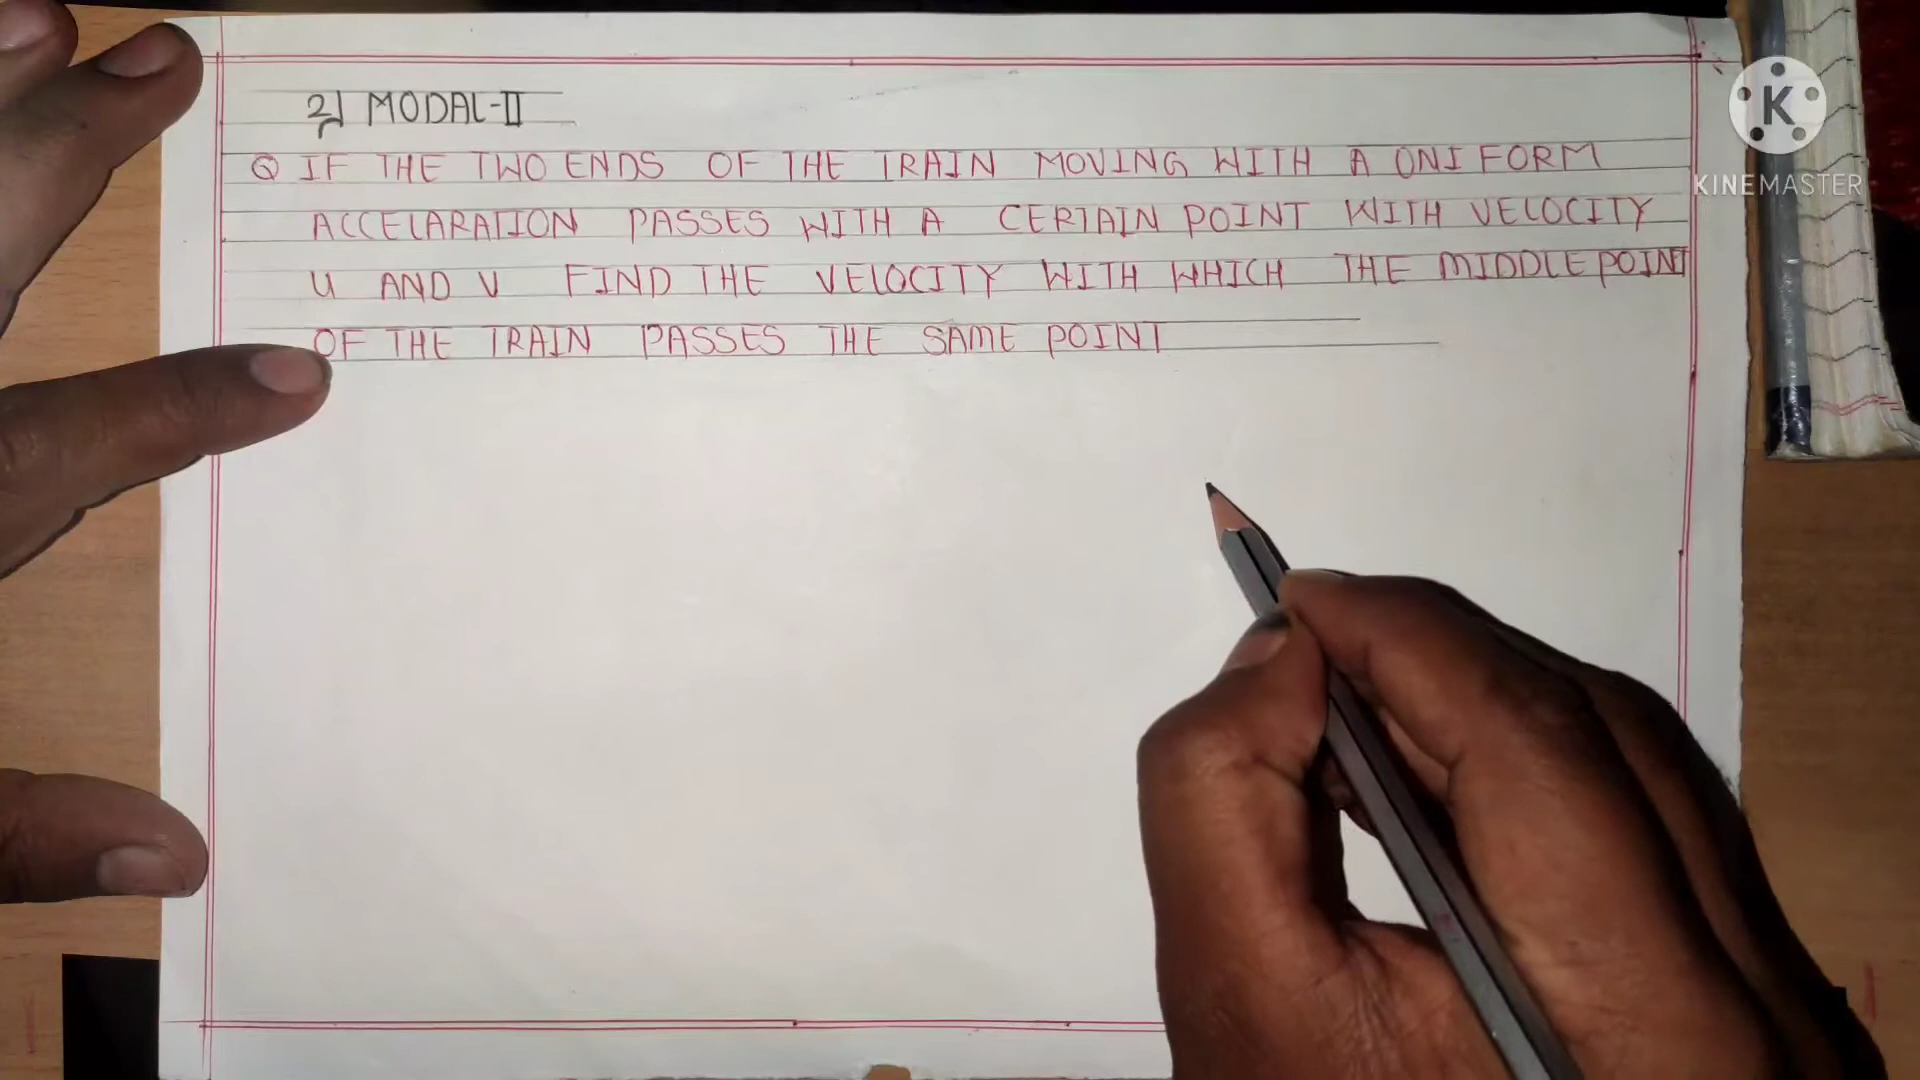 2) MODAL-II
Q IF THE TWO ENDS OF THE TRAIN MOVING WITH A ONIFORM
ACCELARATION PASSES WITH A CERTAIN POINT WITH VELOCITY
U AND V FIND THE VELOCITY WITH WHICH THE MIDDLE POINT
OF THE TRAIN PASSES THE SAME POINT
K
KINEMASTER